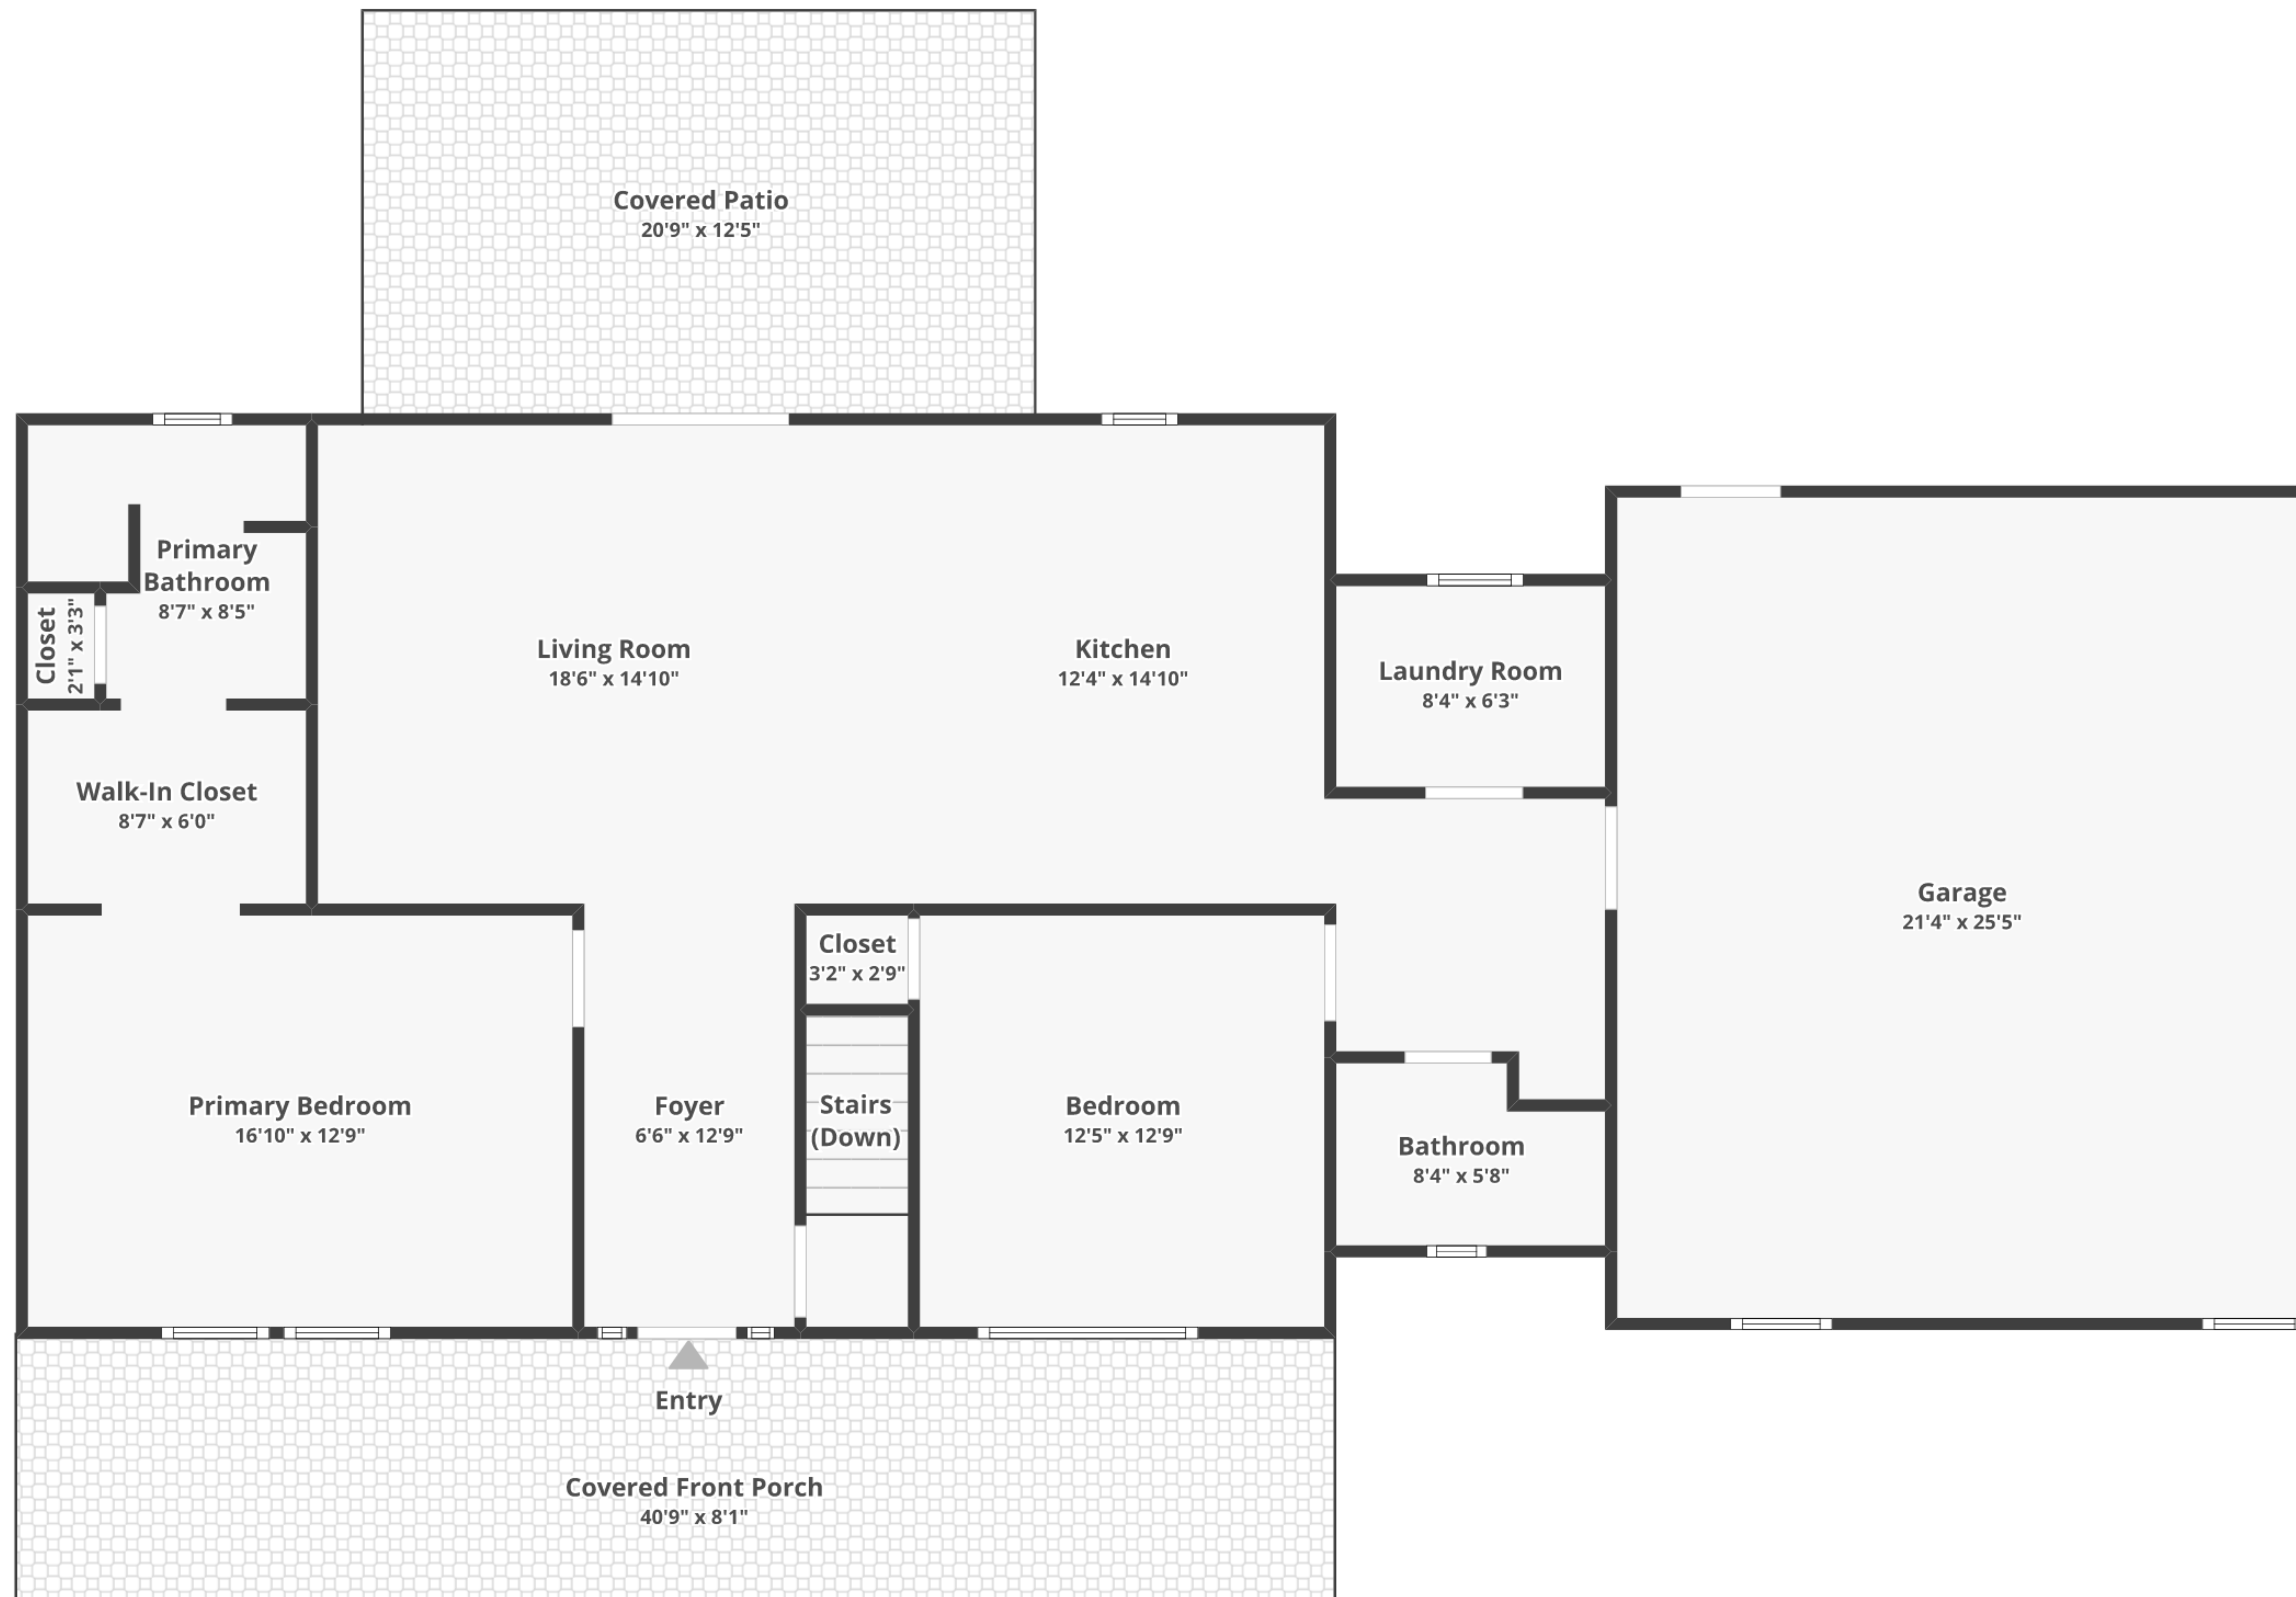 Covered Patio
20'9" x 12'5"
Primary
Bathroom
8'7" x 8'5"
Closet
2'1" x 3'3"
Living Room
18'6" x 14'10"
Kitchen
12'4" x 14'10"
Laundry Room
8'4" x 6'3"
Walk-In Closet
8'7" x 6'0"
Garage
21'4" x 25'5"
Closet
3'2" x 2'9"
Primary Bedroom
16'10" x 12'9"
Foyer
6'6" x 12'9"
Stairs
(Down)
Bedroom
12'5" x 12'9"
Bathroom
8'4" x 5'8"
Entry
Covered Front Porch
40'9" x 8'1"